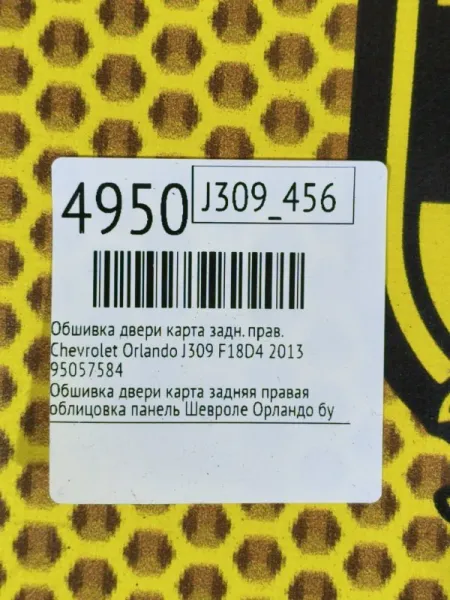 4950
J309_456
Обшивка двери карта задн. прав.
Chevrolet Orlando J309 F18D4 2013
95057584
Обшивка двери карта задняя правая
облицовка панель Шевроле Орландо бу